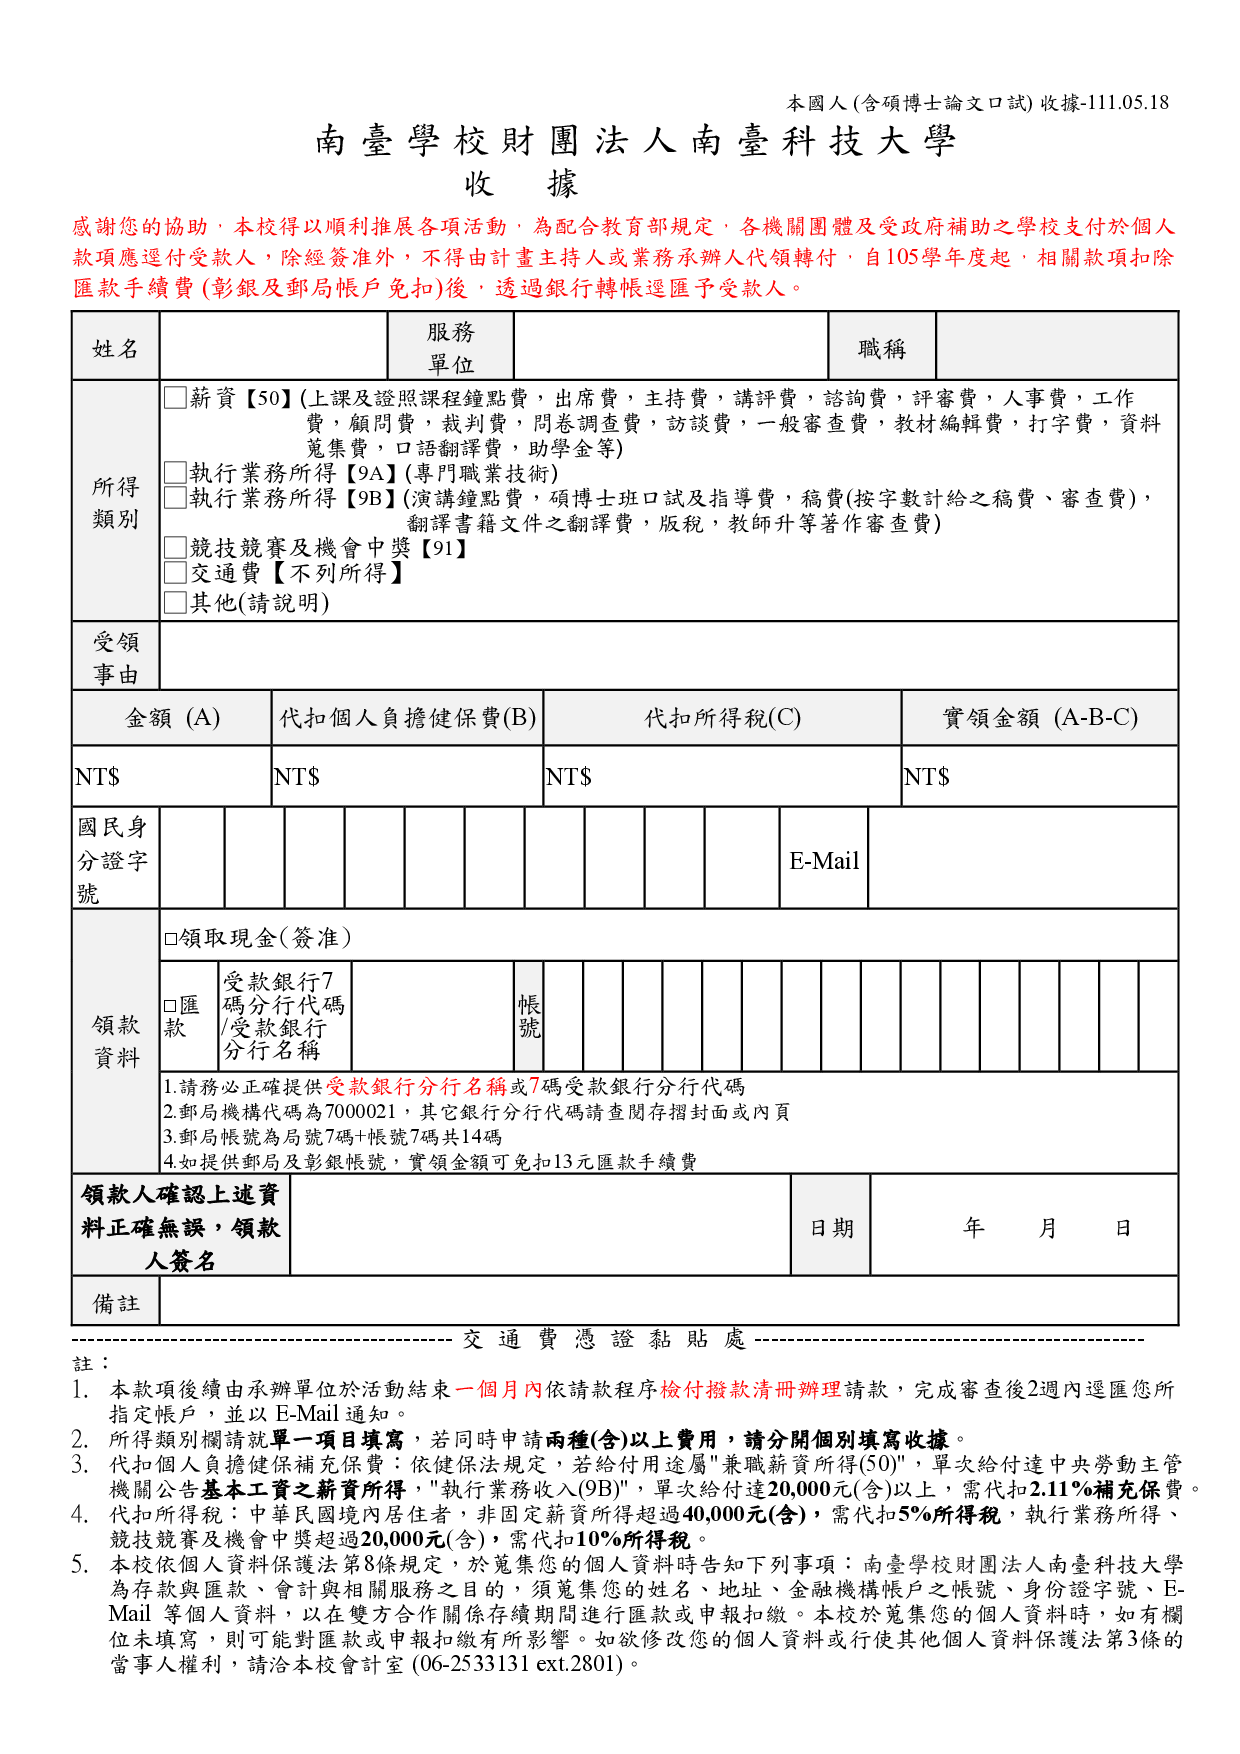 本國人 (含碩博士論文口試) 收據-111.05.18
南臺學校財團法人南臺科技大學
收 據
感謝您的協助，本校得以順利推展各項活動，為配合教育部規定，各機關團體及受政府補助之學校支付於個人
款項應逕付受款人，除經簽准外，不得由計畫主持人或業務承辦人代領轉付，自105學年度起，相關款項扣除
匯款手續費 (彰銀及郵局帳戶免扣)後，透過銀行轉帳逕匯予受款人。
姓名
服務
單位
職稱
所得
類別
□薪資【50】(上課及證照課程鐘點費，出席費，主持費，講評費，諮詢費，評審費，人事費，工作
費，顧問費，裁判費，問卷調查費，訪談費，一般審查費，教材編輯費，打字費，資料
蒐集費，口語翻譯費，助學金等)
□執行業務所得【9A】(專門職業技術)
□執行業務所得【9B】(演講鐘點費，碩博士班口試及指導費，稿費(按字數計給之稿費、審查費)，
翻譯書籍文件之翻譯費，版稅，教師升等著作審查費)
□競技競賽及機會中獎【91】
□交通費【不列所得】
□其他(請說明)
受領
事由
金額 (A)
代扣個人負擔健保費(B)
代扣所得稅(C)
實領金額 (A-B-C)
NT$
NT$
NT$
NT$
國民身
分證字
號
E-Mail
領款
資料
□領取現金(簽准)
□匯
款
受款銀行7
碼分行代碼
/受款銀行
分行名稱
帳
號
1.請務必正確提供受款銀行分行名稱或7碼受款銀行分行代碼
2.郵局機構代碼為7000021，其它銀行分行代碼請查閱存摺封面或內頁
3.郵局帳號為局號7碼+帳號7碼共14碼
4.如提供郵局及彰銀帳號，實領金額可免扣13元匯款手續費
領款人確認上述資
料正確無誤，領款
人簽名
日期
年 月 日
備註
----------------------------------------------- 交通費憑證黏貼處 ------------------------------------------------
註：
1. 本款項後續由承辦單位於活動結束一個月內依請款程序檢付撥款清冊辦理請款，完成審查後2週內逕匯您所
指定帳戶，並以 E-Mail 通知。
2. 所得類別欄請就單一項目填寫，若同時申請兩種(含)以上費用，請分開個別填寫收據。
3. 代扣個人負擔健保補充保費：依健保法規定，若給付用途屬"兼職薪資所得(50)"，單次給付達中央勞動主管
機關公告基本工資之薪資所得，"執行業務收入(9B)"，單次給付達20,000元(含)以上，需代扣2.11%補充保費。
4. 代扣所得稅：中華民國境內居住者，非固定薪資所得超過40,000元(含)，需代扣5%所得稅，執行業務所得、
競技競賽及機會中獎超過20,000元(含)，需代扣10%所得稅。
5. 本校依個人資料保護法第8條規定，於蒐集您的個人資料時告知下列事項：南臺學校財團法人南臺科技大學
為存款與匯款、會計與相關服務之目的，須蒐集您的姓名、地址、金融機構帳戶之帳號、身份證字號、E-
Mail 等個人資料，以在雙方合作關係存續期間進行匯款或申報扣繳。本校於蒐集您的個人資料時，如有欄
位未填寫，則可能對匯款或申報扣繳有所影響。如欲修改您的個人資料或行使其他個人資料保護法第3條的
當事人權利，請洽本校會計室 (06-2533131 ext.2801)。